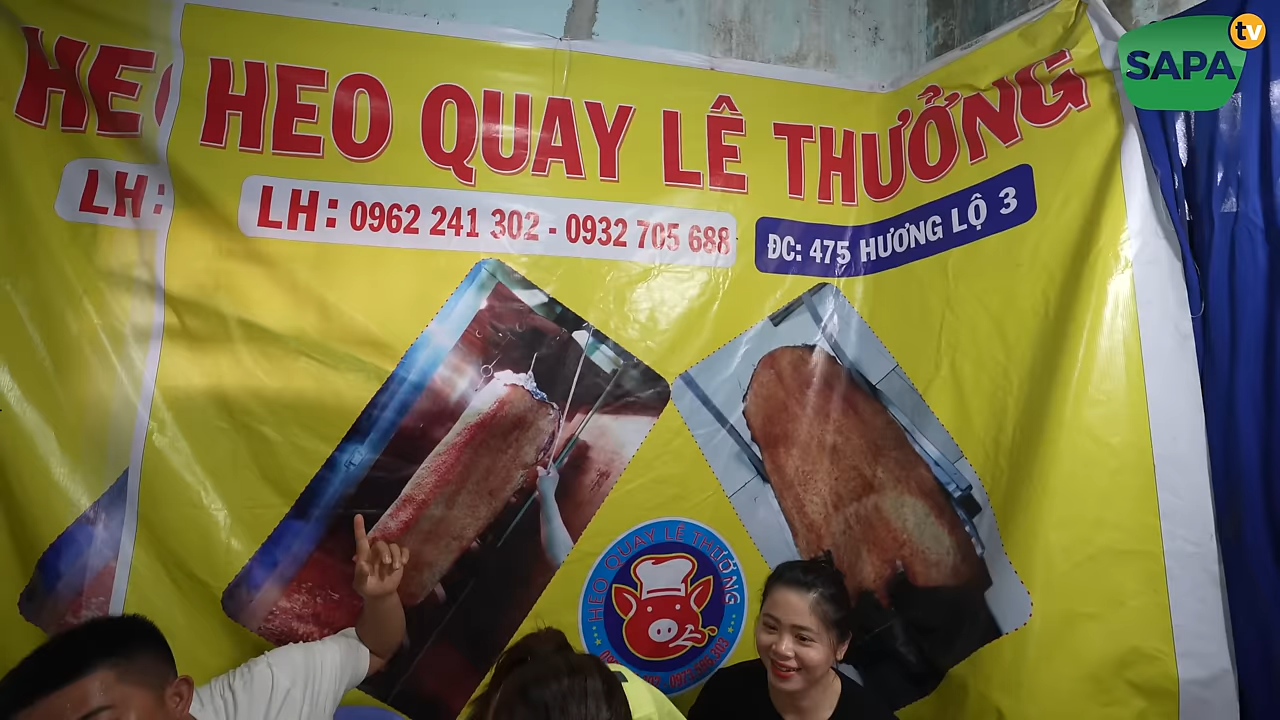 SAPA tv
HEO QUAY LÊ THƯỞNG
LH: 0962 241 302 - 0932 705 688
ĐC: 475 HƯƠNG LỘ 3
HEO QUAY LÊ THƯỞNG
LH: